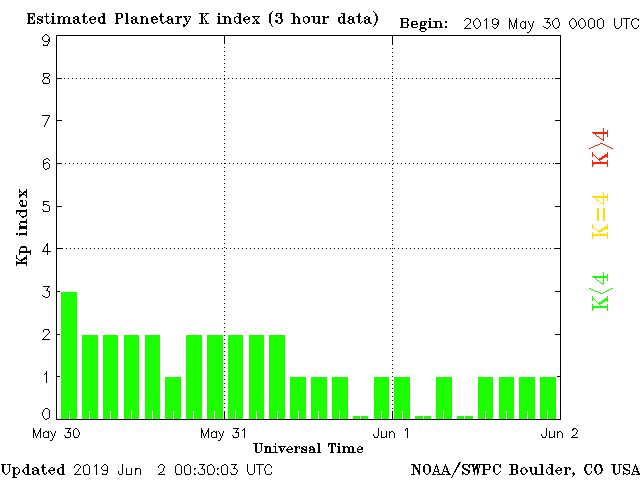 Estimated Planetary K index (3 hour data) Begin: 2019 May 30 0000 UTC
9
8
7
6
5
4
3
2
1
0
Kp index
K>4
K=4
K<4
May 30 May 31 Jun 1 Jun 2
Universal Time
Updated 2019 Jun 2 00:30:03 UTC NOAA/SWPC Boulder, CO USA